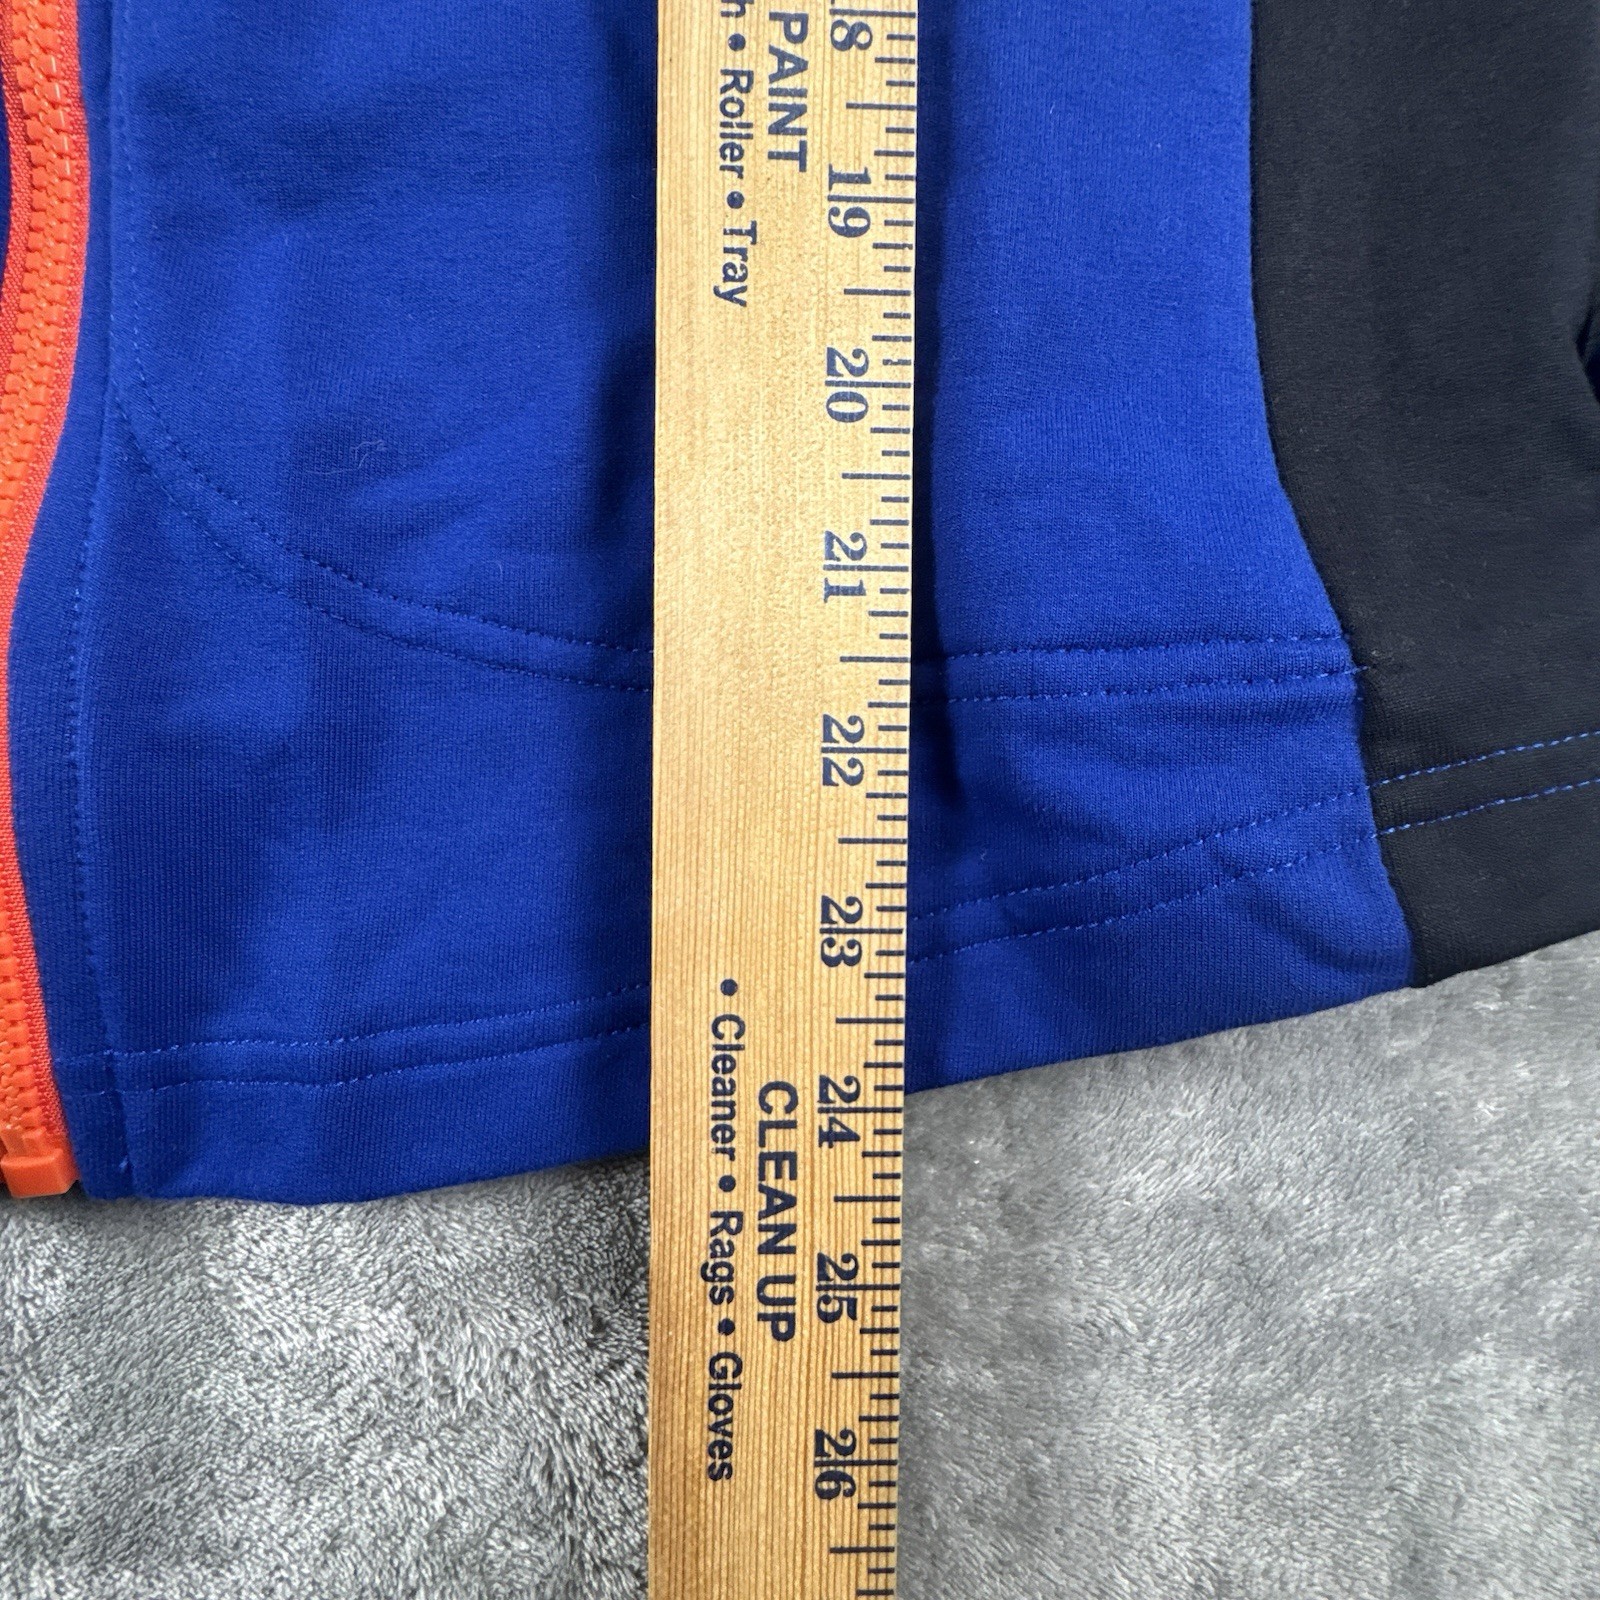 PAINT
h • Roller • Tray
CLEAN UP
• Cleaner • Rags • Gloves
18
19
20
21
22
23
24
25
26